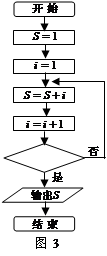 开始
S=1
i=1
S=S+i
i=i+1
否
是
输出S
结束
图 3